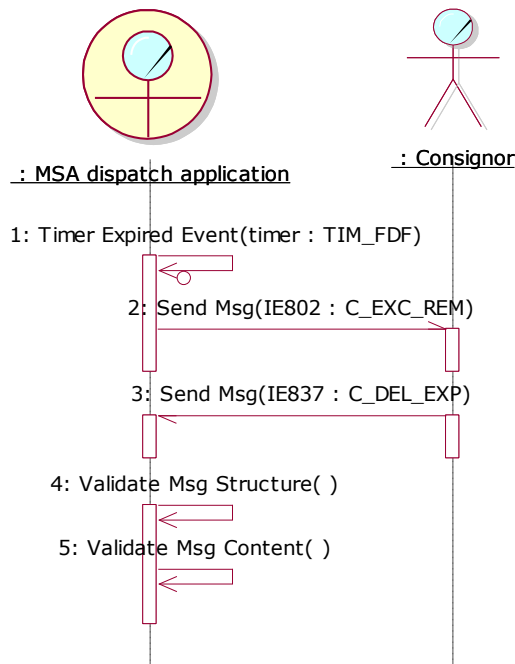 : MSA dispatch application
: Consignor
1: Timer Expired Event(timer : TIM_FDF)
2: Send Msg(IE802 : C_EXC_REM)
3: Send Msg(IE837 : C_DEL_EXP)
4: Validate Msg Structure( )
5: Validate Msg Content( )